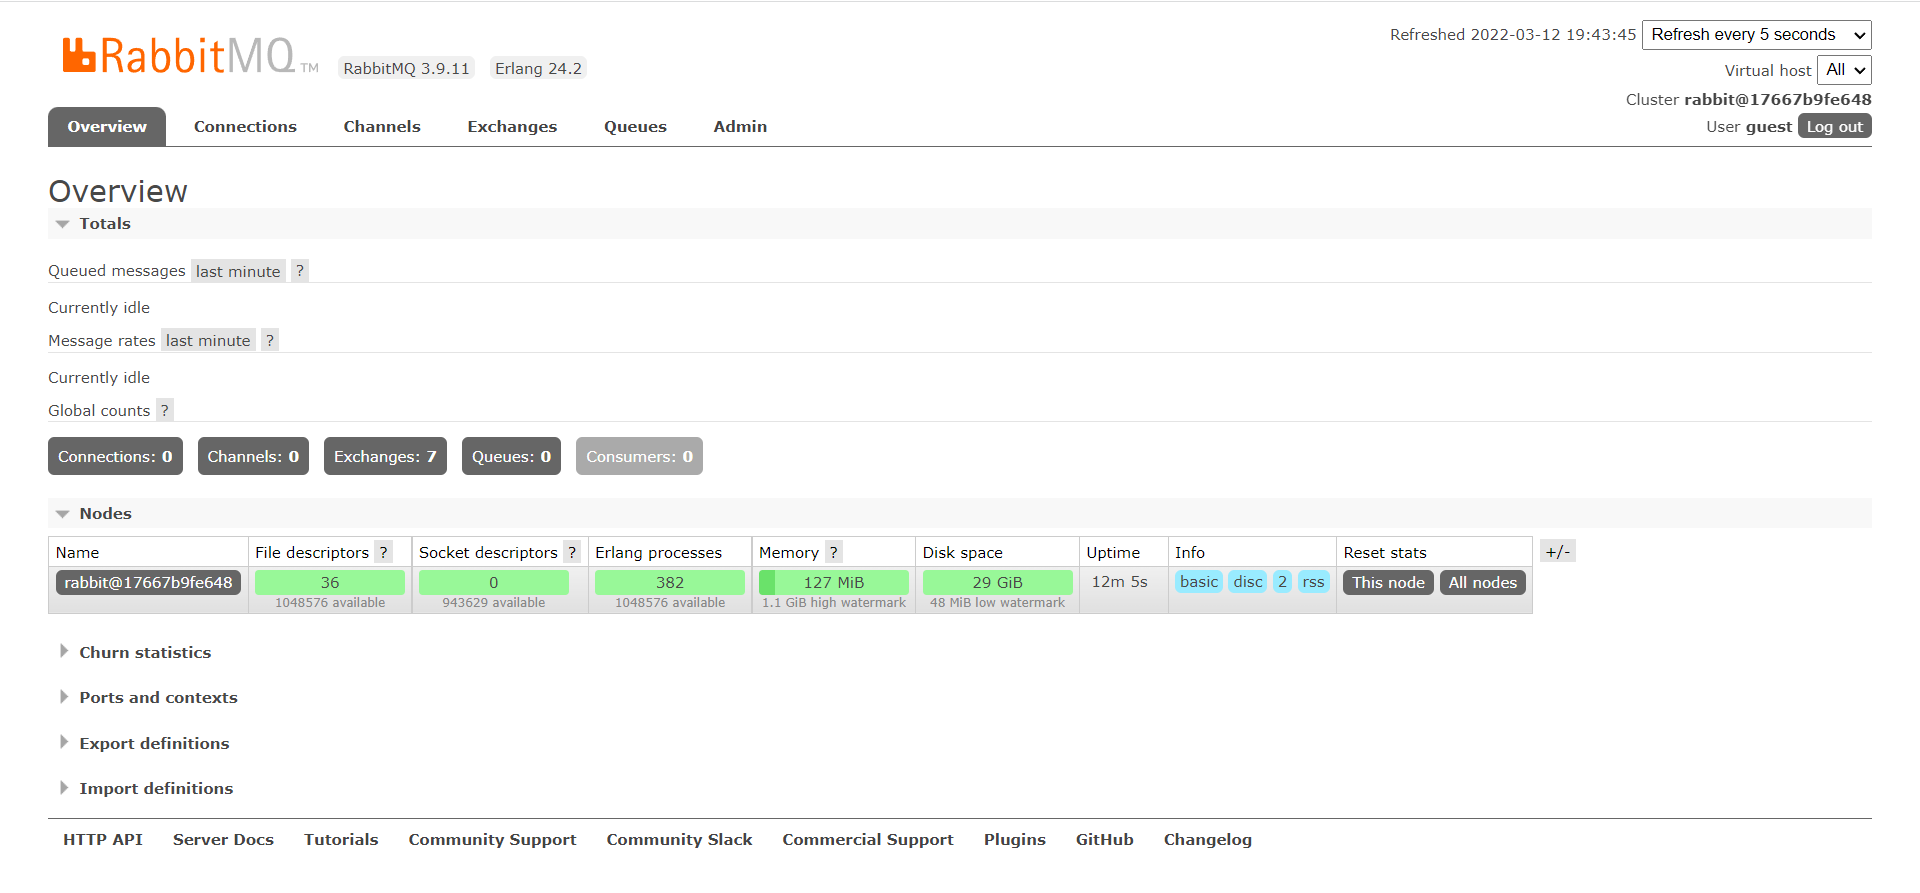 RabbitMQ TM RabbitMQ 3.9.11 Erlang 24.2
Refreshed 2022-03-12 19:43:45 Refresh every 5 seconds
Virtual host All
Cluster rabbit@17667b9fe648
User guest Log out
Overview Connections Channels Exchanges Queues Admin
Overview
Totals
Queued messages last minute ?
Currently idle
Message rates last minute ?
Currently idle
Global counts ?
Connections: 0 Channels: 0 Exchanges: 7 Queues: 0 Consumers: 0
Nodes
Name File descriptors ? Socket descriptors ? Erlang processes Memory ? Disk space Uptime Info Reset stats +/-
rabbit@17667b9fe648 36 0 382 127 MiB 29 GiB 12m 5s basic disc 2 rss This node All nodes
1048576 available 943629 available 1048576 available 1.1 GiB high watermark 48 MiB low watermark
Churn statistics
Ports and contexts
Export definitions
Import definitions
HTTP API Server Docs Tutorials Community Support Community Slack Commercial Support Plugins GitHub Changelog